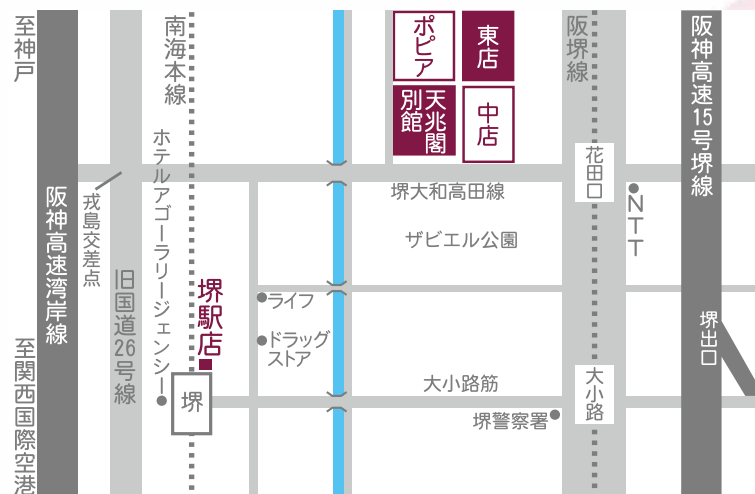 至神戸
阪神高速湾岸線
至関西国際空港
戎島交差点
旧国道26号線
南海本線
ホテルアゴーラリージェンシー
堺駅店
堺
ライフ
ドラッグ
ストア
ポピア
東店
天兆閣
別館
中店
堺大和高田線
ザビエル公園
大小路筋
堺警察署
阪堺線
花田口
大小路
NTT
阪神高速15号堺線
堺出口